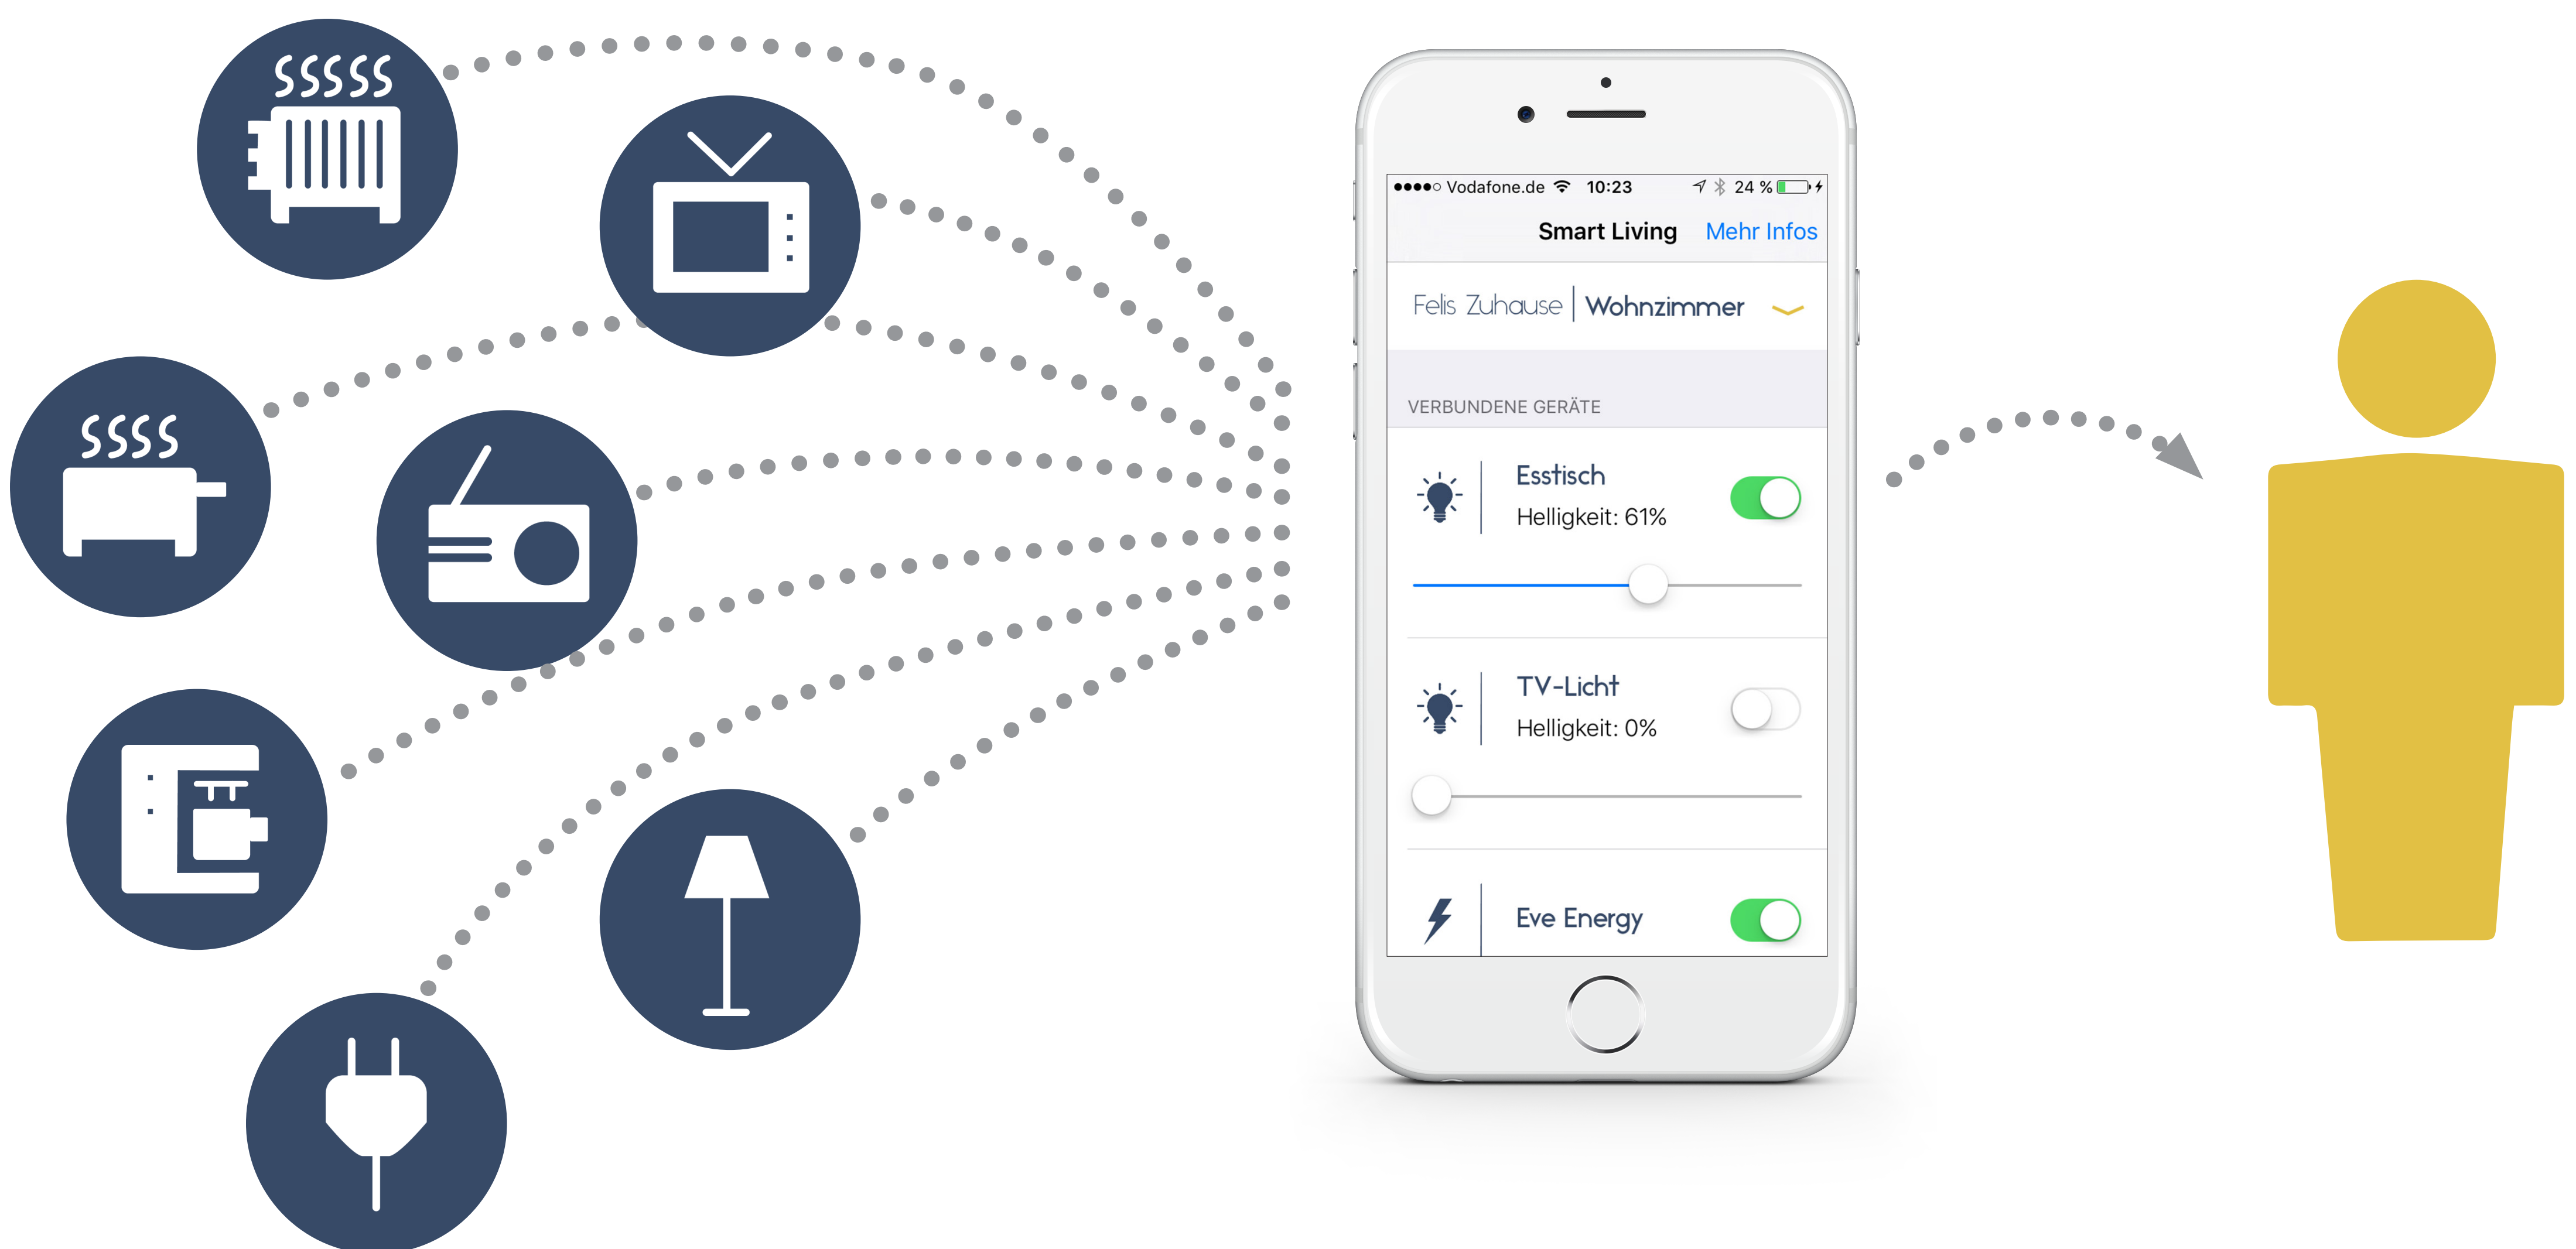 Vodafone.de 10:23 24 %
Smart Living Mehr Infos
Felis Zuhause | Wohnzimmer
VERBUNDENE GERÄTE
Esstisch
Helligkeit: 61%
TV-Licht
Helligkeit: 0%
Eve Energy